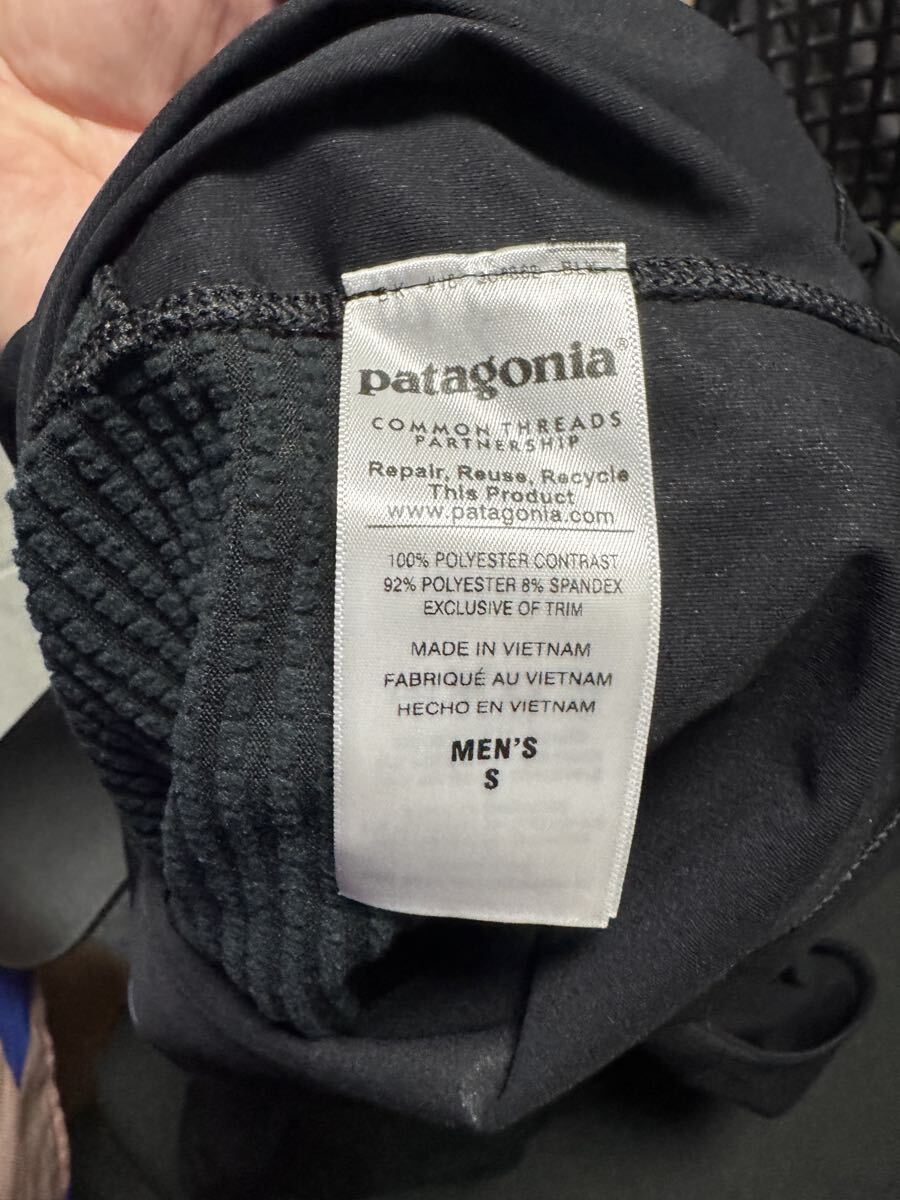 patagonia®
COMMON THREADS
PARTNERSHIP
Repair, Reuse, Recycle
This Product
www.patagonia.com
100% POLYESTER CONTRAST
92% POLYESTER 8% SPANDEX
EXCLUSIVE OF TRIM
MADE IN VIETNAM
FABRIQUÉ AU VIETNAM
HECHO EN VIETNAM
MEN'S
S